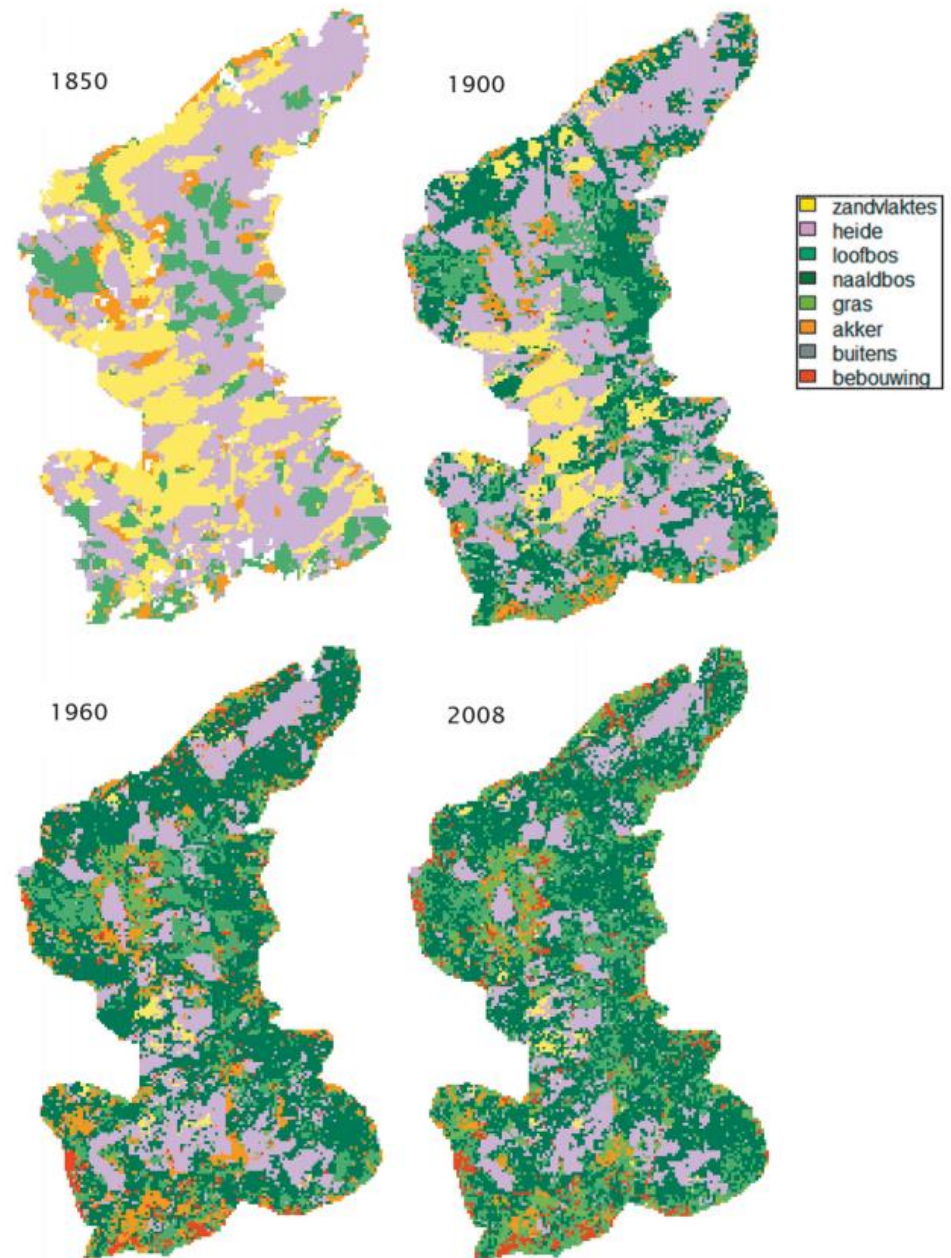 1850
1900
zandvlaktes
heide
loofbos
naaldbos
gras
akker
buitens
bebouwing
1960
2008